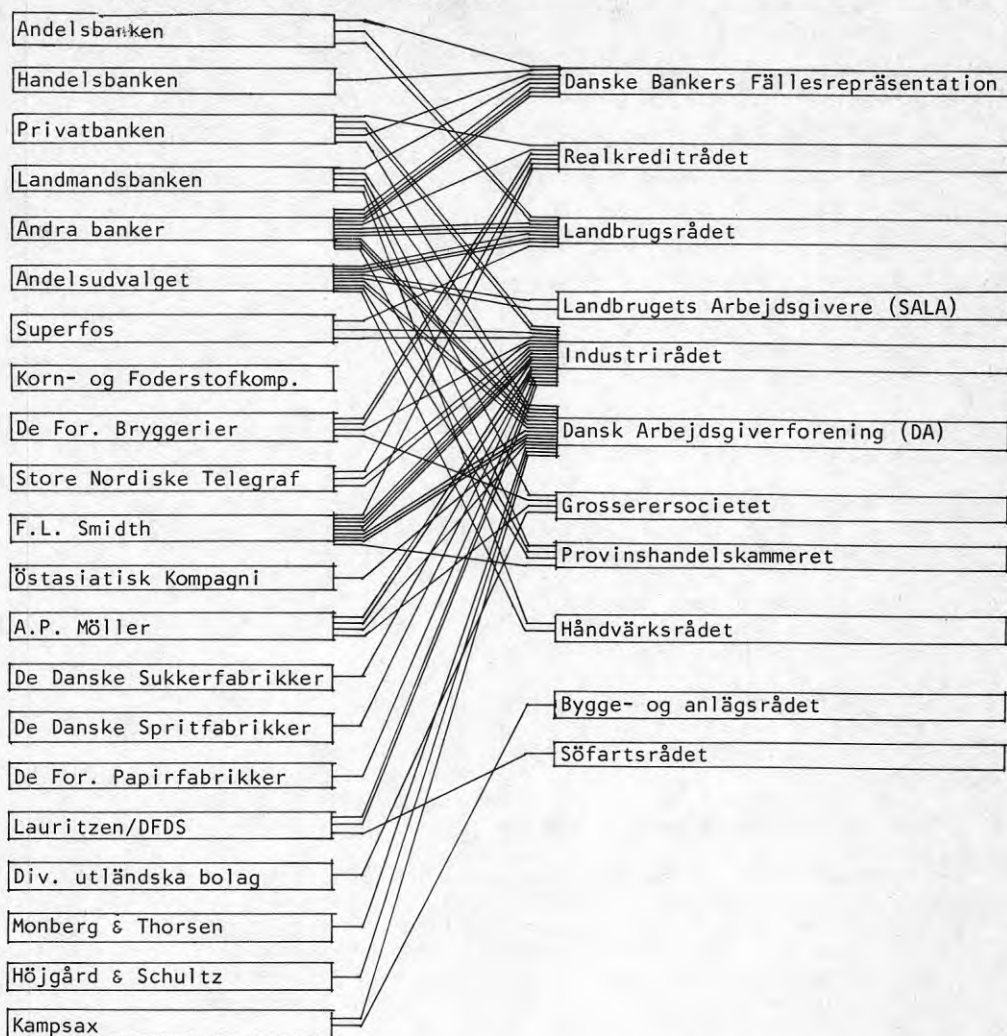 Andelsbanken
Handelsbanken
Privatbanken
Landmandsbanken
Andra banker
Andelsudvalget
Superfos
Korn- og Foderstofkomp.
De For. Bryggerier
Store Nordiske Telegraf
F.L. Smidth
Östasiatisk Kompagni
A.P. Möller
De Danske Sukkerfabrikker
De Danske Spritfabrikker
De For. Papirfabrikker
Lauritzen/DFDS
Div. utländska bolag
Monberg & Thorsen
Höjgård & Schultz
Kampsax
Danske Bankers Fällesrepräsentation
Realkreditrådet
Landbrugsrådet
Landbrugets Arbejdsgivere (SALA)
Industrirådet
Dansk Arbejdsgiverforening (DA)
Grosserersocietet
Provinshandelskammeret
Håndvärksrådet
Bygge- og anlägsrådet
Söfartsrådet